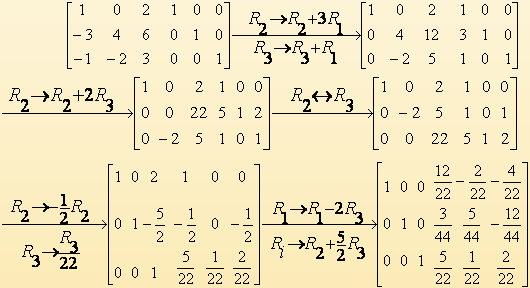 [1 0 2 1 0 0; -3 4 6 0 1 0; -1 -2 3 0 0 1] R₂→R₂+3R₁ R₃→R₃+R₁ [1 0 2 1 0 0; 0 4 12 3 1 0; 0 -2 5 1 0 1]
R₂→R₂+2R₃ [1 0 2 1 0 0; 0 0 22 5 1 2; 0 -2 5 1 0 1] R₂↔R₃ [1 0 2 1 0 0; 0 -2 5 1 0 1; 0 0 22 5 1 2]
R₂→-1/2 R₂ R₃→R₃/22 [1 0 2 1 0 0; 0 1 -5/2 -1/2 0 -1/2; 0 0 1 5/22 1/22 2/22] R₁→R₁-2R₃ Rᵢ→R₂+5/2 R₃ [1 0 0 12/22 -2/22 -4/22; 0 1 0 3/44 5/44 -12/44; 0 0 1 5/22 1/22 2/22]